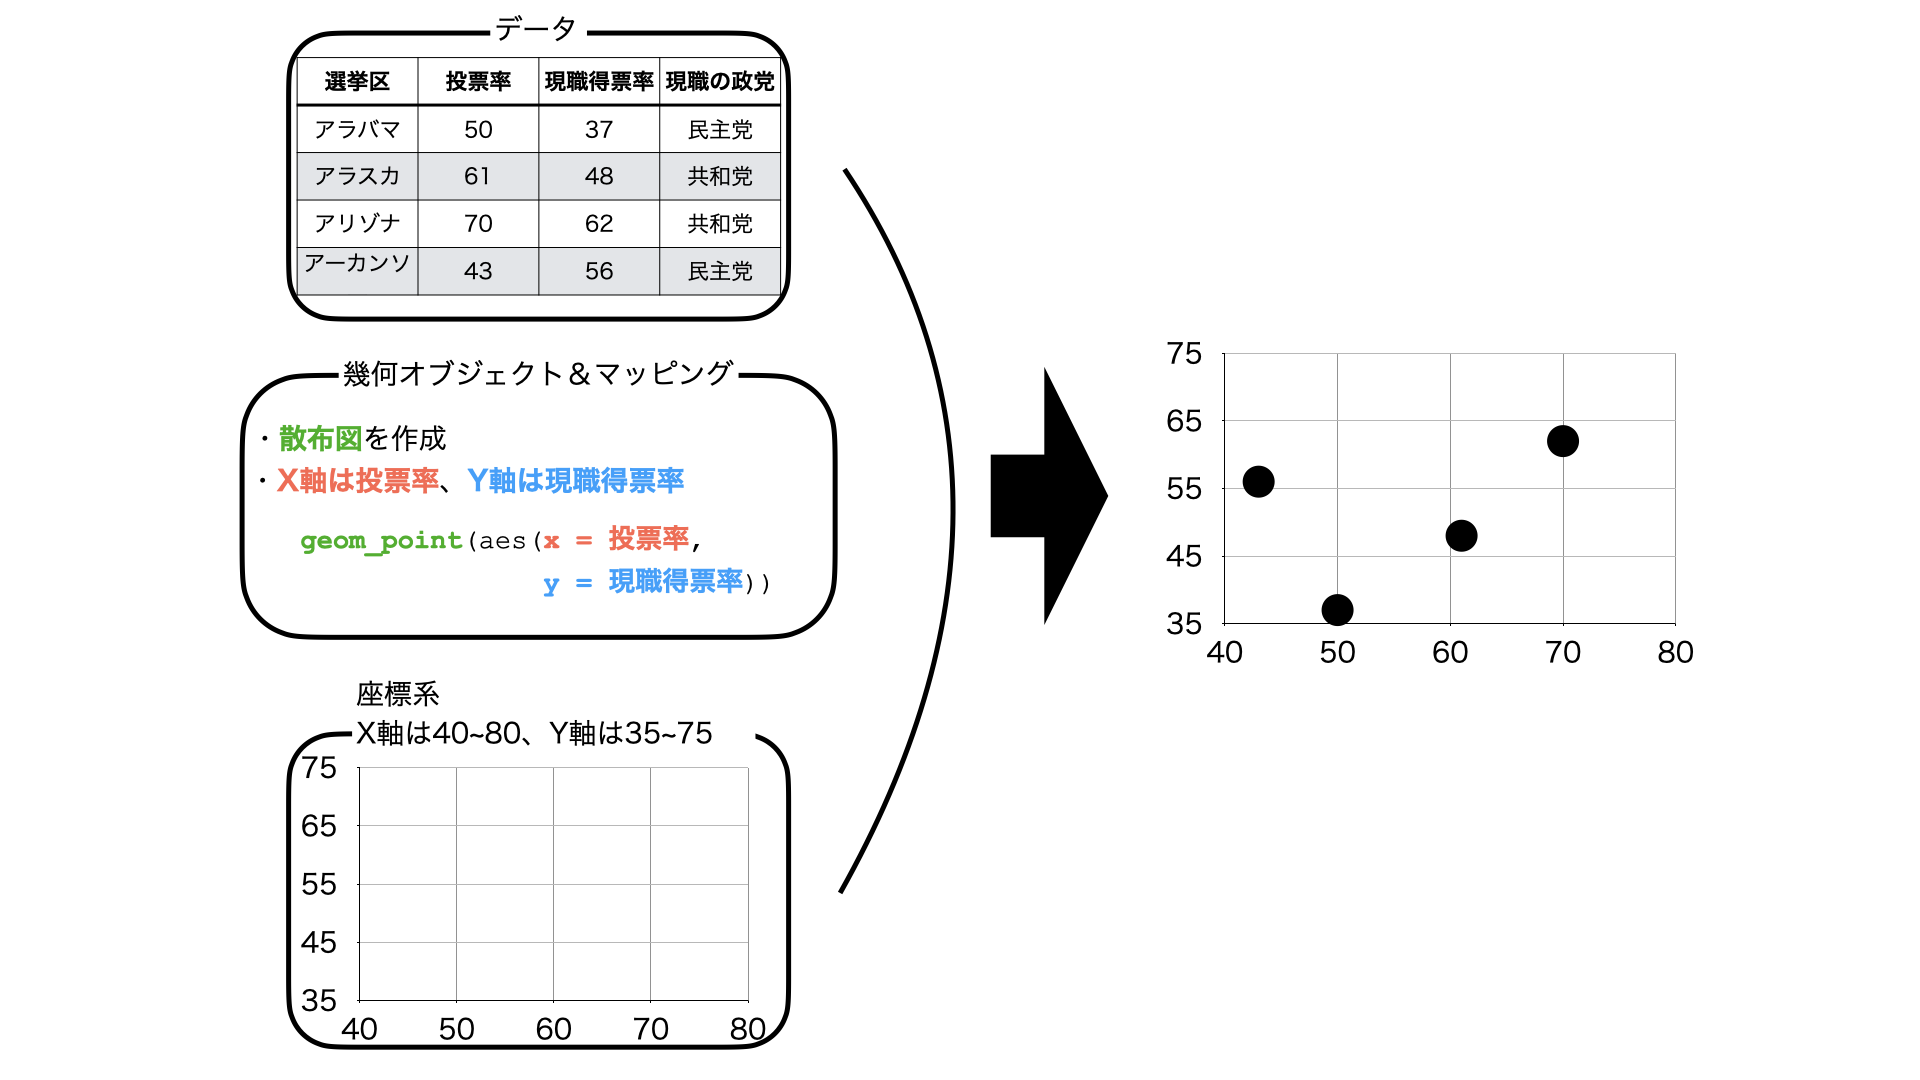 データ
選挙区 投票率 現職得票率 現職の政党
アラバマ 50 37 民主党
アラスカ 61 48 共和党
アリゾナ 70 62 共和党
アーカンソ 43 56 民主党
幾何オブジェクト＆マッピング
・散布図を作成
・X軸は投票率、Y軸は現職得票率
geom_point(aes(x = 投票率,
y = 現職得票率))
座標系
X軸は40~80、Y軸は35~75
75
65
55
45
35
40 50 60 70 80
75
65
55
45
35
40 50 60 70 80